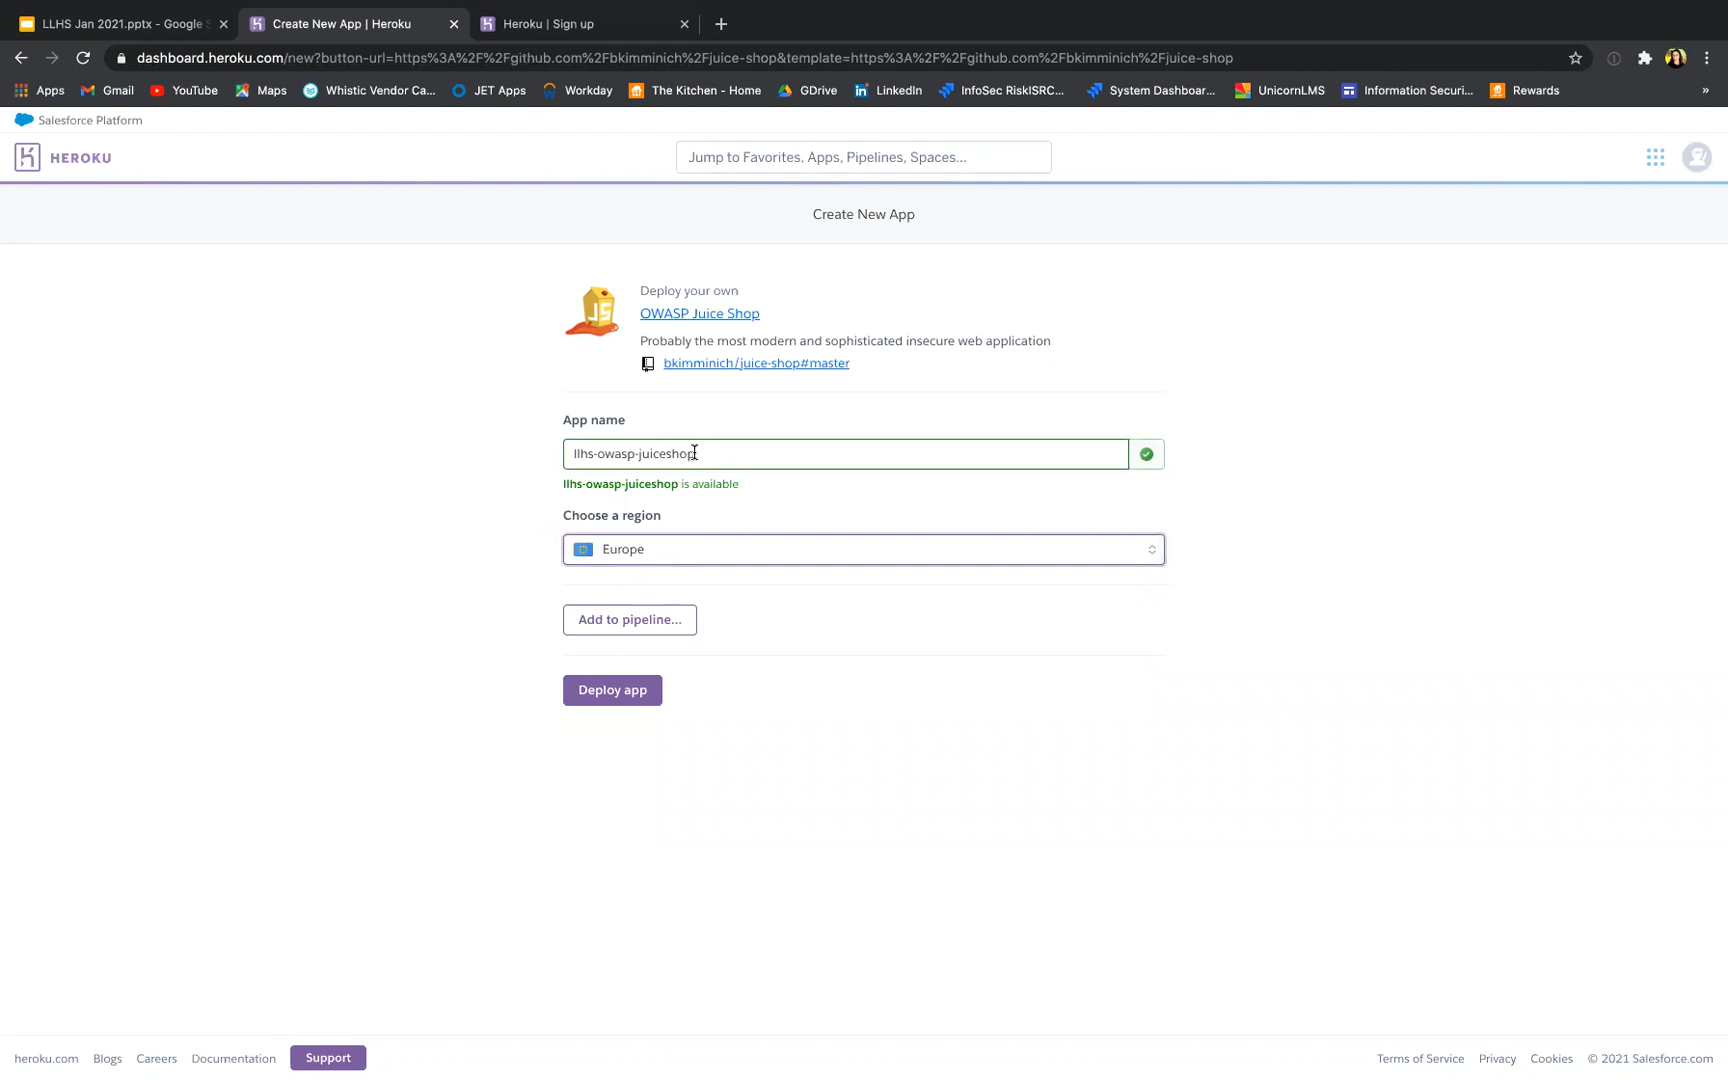 LLHS Jan 2021.pptx - Google S
Create New App | Heroku
Heroku | Sign up
dashboard.heroku.com/new?button-url=https%3A%2F%2Fgithub.com%2Fbkimminich%2Fjuice-shop&template=https%3A%2F%2Fgithub.com%2Fbkimminich%2Fjuice-shop
Apps Gmail YouTube Maps Whistic Vendor Ca... JET Apps Workday The Kitchen - Home GDrive LinkedIn InfoSec RiskISRC... System Dashboar... UnicornLMS Information Securi... Rewards »
Salesforce Platform
HEROKU
Jump to Favorites, Apps, Pipelines, Spaces...
Create New App
JS
Deploy your own
OWASP Juice Shop
Probably the most modern and sophisticated insecure web application
bkimminich/juice-shop#master
App name
llhs-owasp-juiceshop
llhs-owasp-juiceshop is available
Choose a region
Europe
Add to pipeline...
Deploy app
heroku.com Blogs Careers Documentation Support
Terms of Service Privacy Cookies © 2021 Salesforce.com